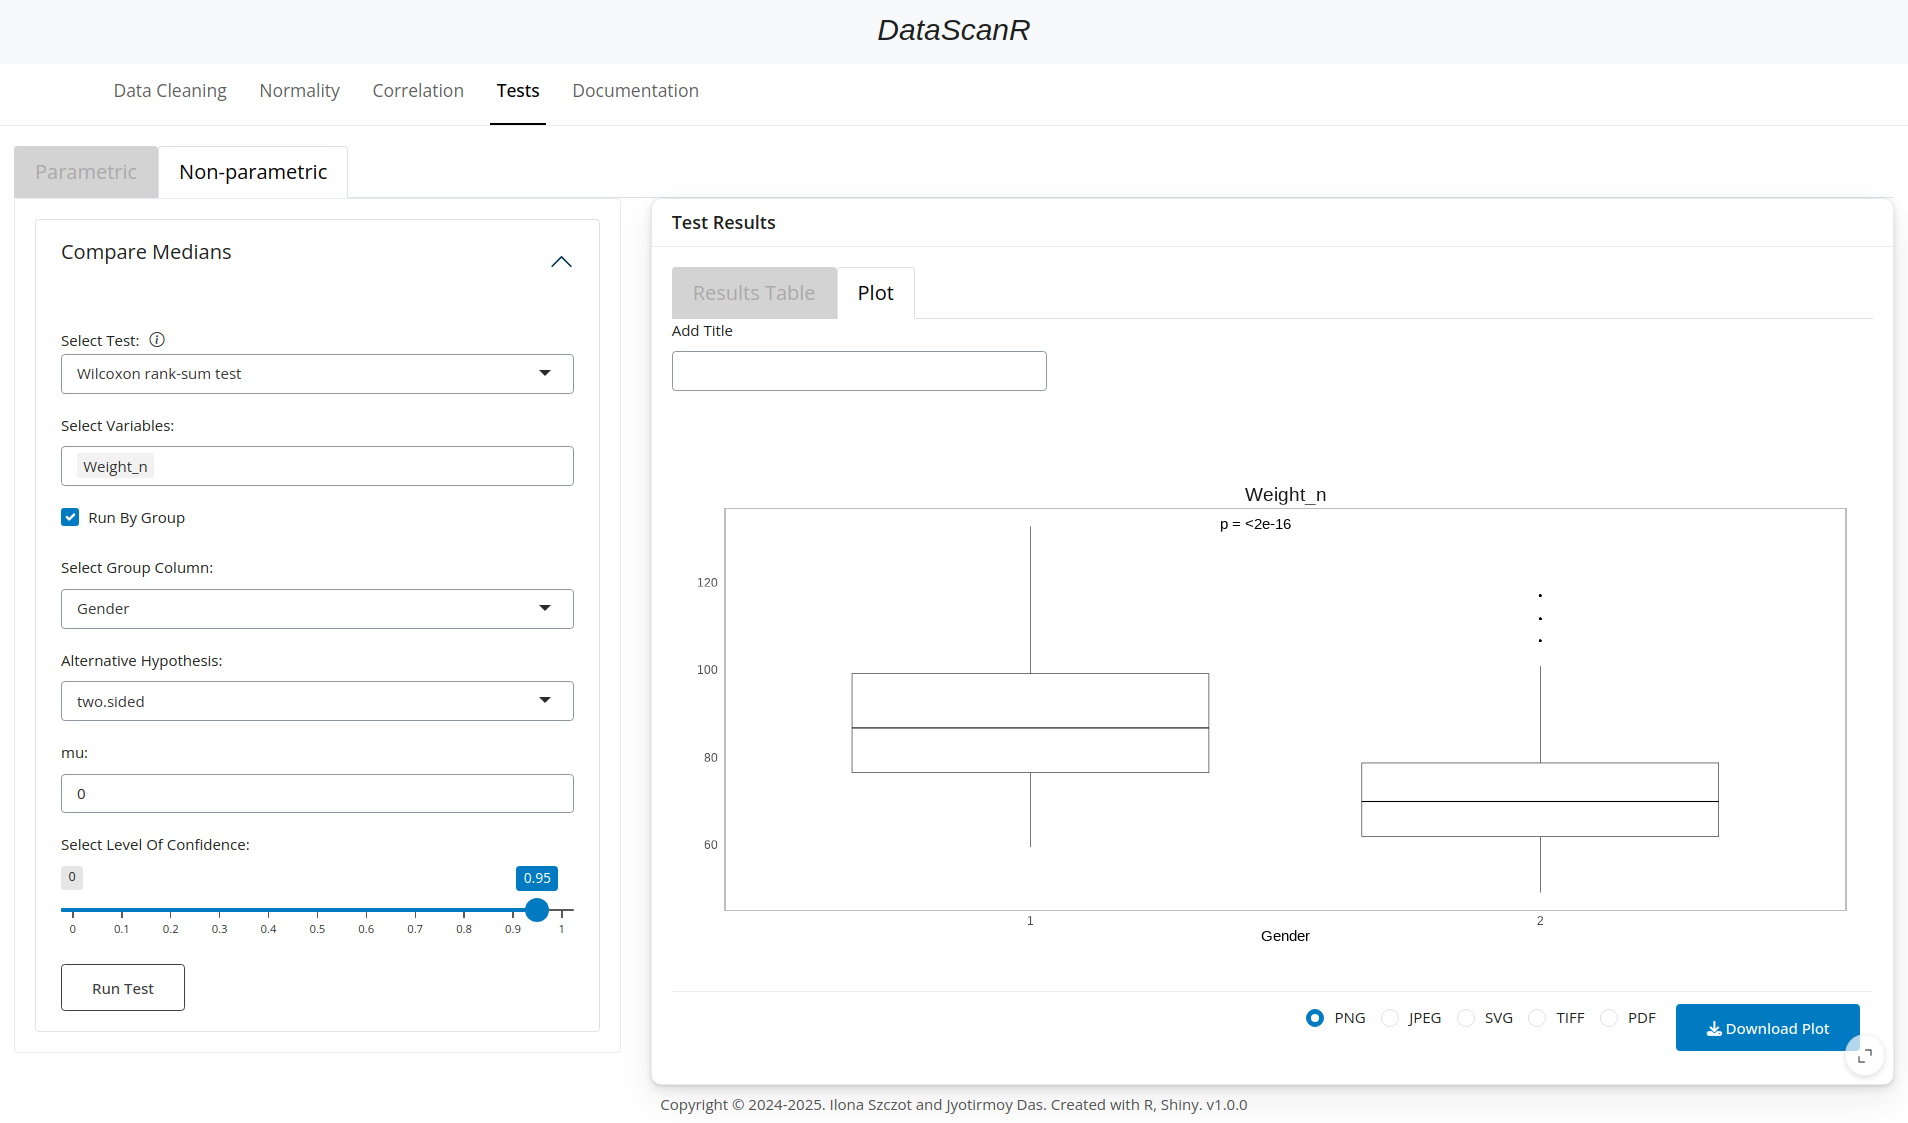 DataScanR
Data Cleaning Normality Correlation Tests Documentation
Parametric Non-parametric
Compare Medians
Select Test:
Wilcoxon rank-sum test
Select Variables:
Weight_n
Run By Group
Select Group Column:
Gender
Alternative Hypothesis:
two.sided
mu:
0
Select Level Of Confidence:
0 0.95
0 0.1 0.2 0.3 0.4 0.5 0.6 0.7 0.8 0.9 1
Run Test
Test Results
Results Table Plot
Add Title
Weight_n
p = <2e-16
120
100
80
60
1 2
Gender
PNG JPEG SVG TIFF PDF Download Plot
Copyright © 2024-2025. Ilona Szczot and Jyotirmoy Das. Created with R, Shiny. v1.0.0